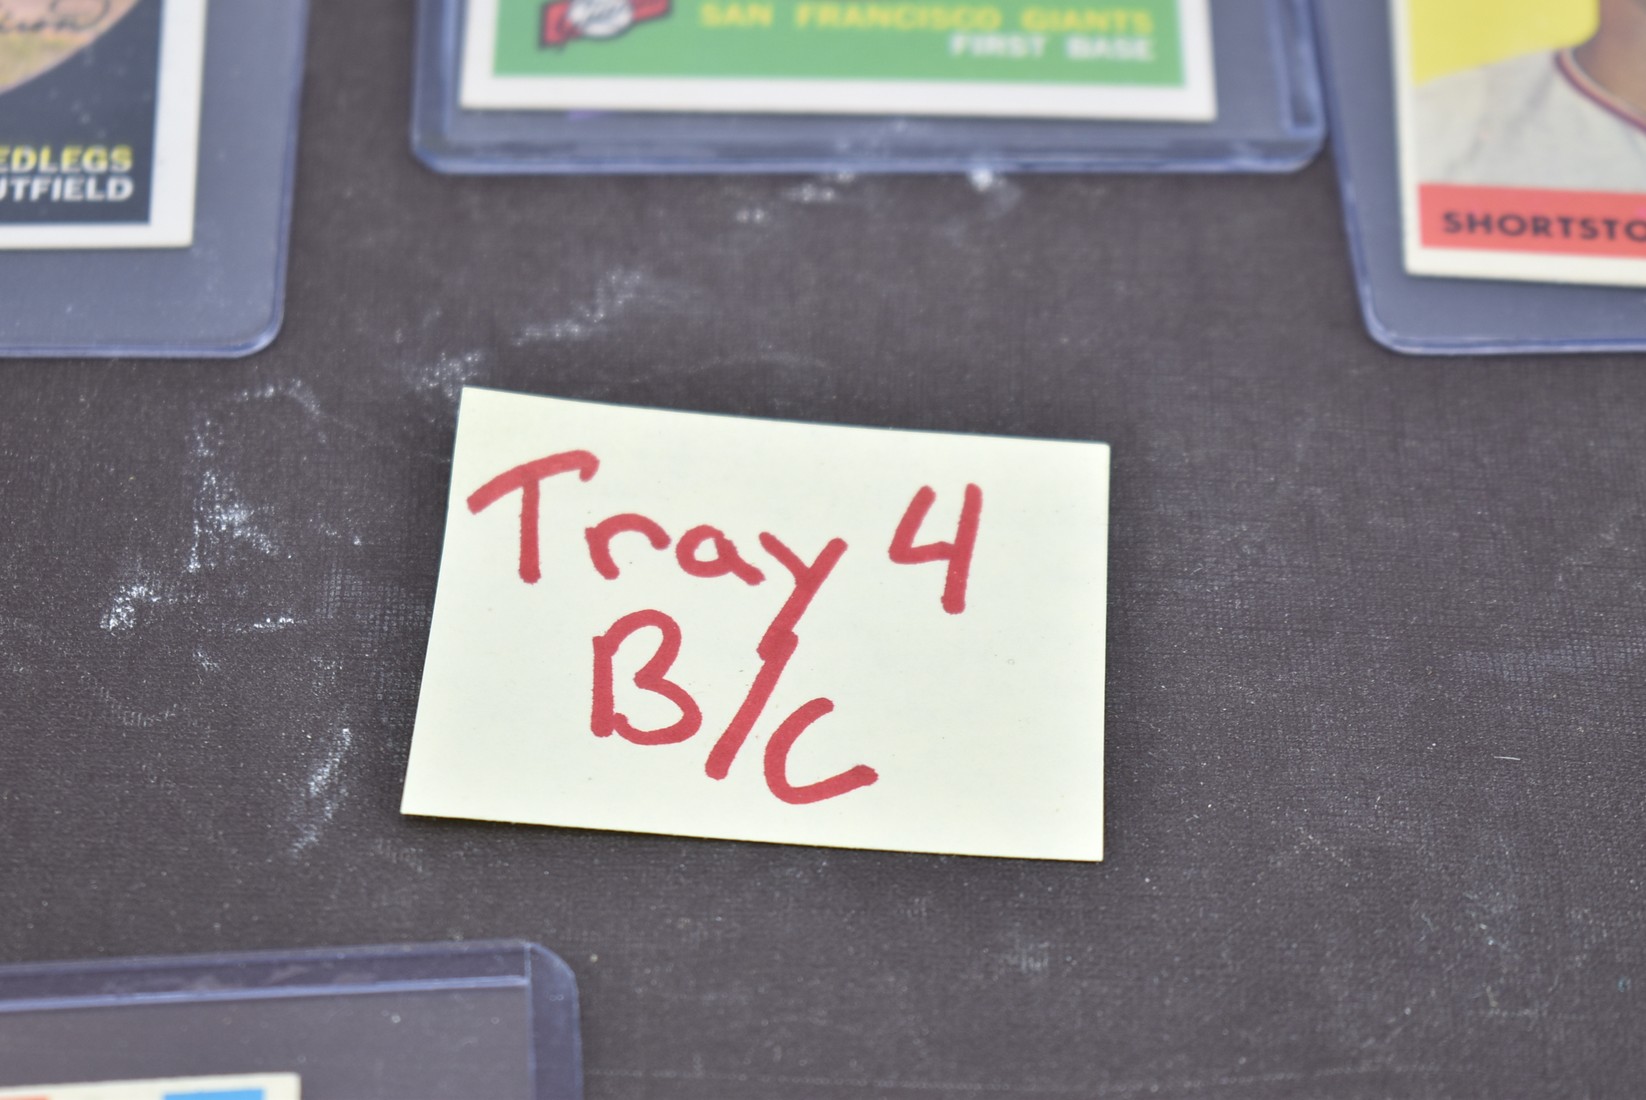 EDLEGS
UTFIELD
SAN FRANCISCO GIANTS
FIRST BASE
SHORTSTO
Tray 4
B/C